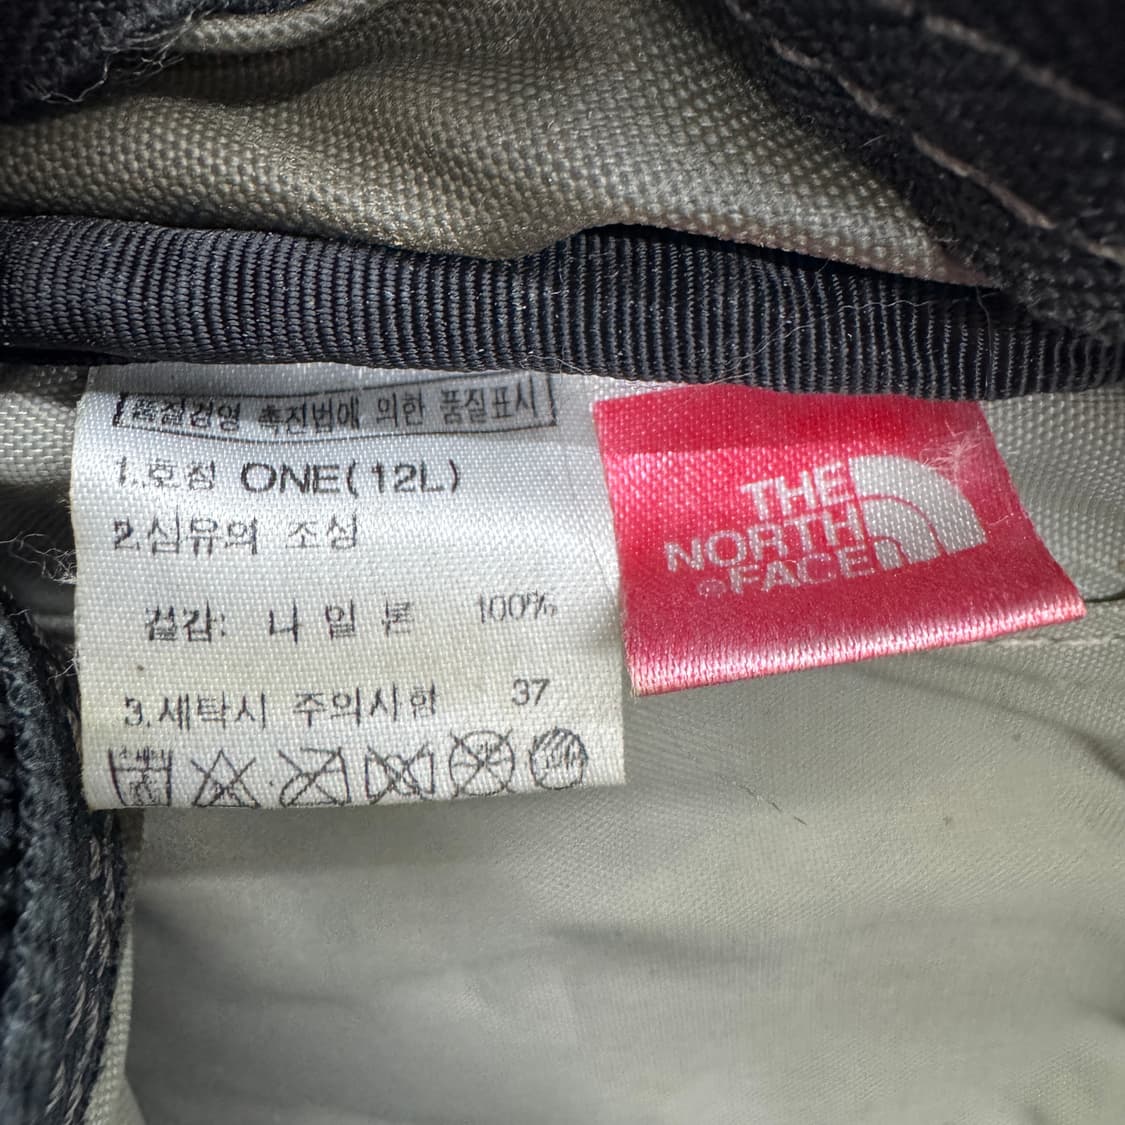 품질경영 촉진법에 의한 품질표시
1.호칭 ONE(12L)
2.섬유의 조성
겉감: 나 일 론 100%
3.세탁시 주의사항 37
THE
NORTH
FACE